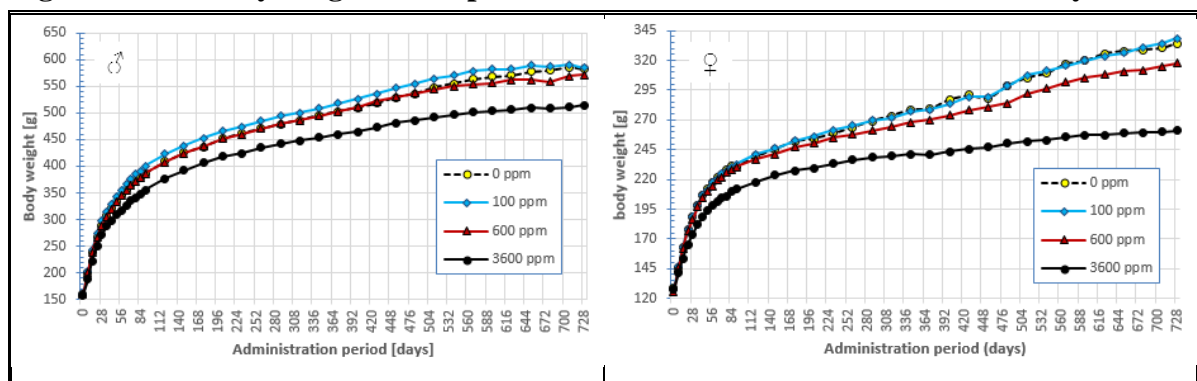 ♂
Body weight [g]
650
600
550
500
450
400
350
300
250
200
150
0 ppm
100 ppm
600 ppm
3600 ppm
0 28 56 84 112 140 168 196 224 252 280 308 336 364 392 420 448 476 504 532 560 588 616 644 672 700 728
Administration period [days]
♀
body weight [g]
345
320
295
270
245
220
195
170
145
120
0 ppm
100 ppm
600 ppm
3600 ppm
0 28 56 84 112 140 168 196 224 252 280 308 336 364 392 420 448 476 504 532 560 588 616 644 672 700 728
Administration period (days)